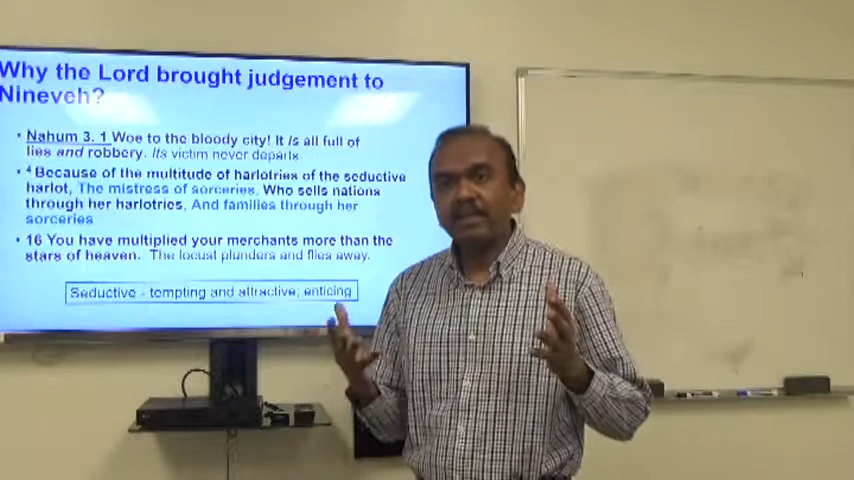 Why the Lord brought judgement to
Nineveh?
• Nahum 3. 1 Woe to the bloody city! It is all full of
lies and robbery. Its victim never departs.
• 4 Because of the multitude of harlotries of the seductive
harlot, The mistress of sorceries, Who sells nations
through her harlotries, And families through her
sorceries
• 16 You have multiplied your merchants more than the
stars of heaven. The locust plunders and flies away.
Seductive - tempting and attractive; enticing